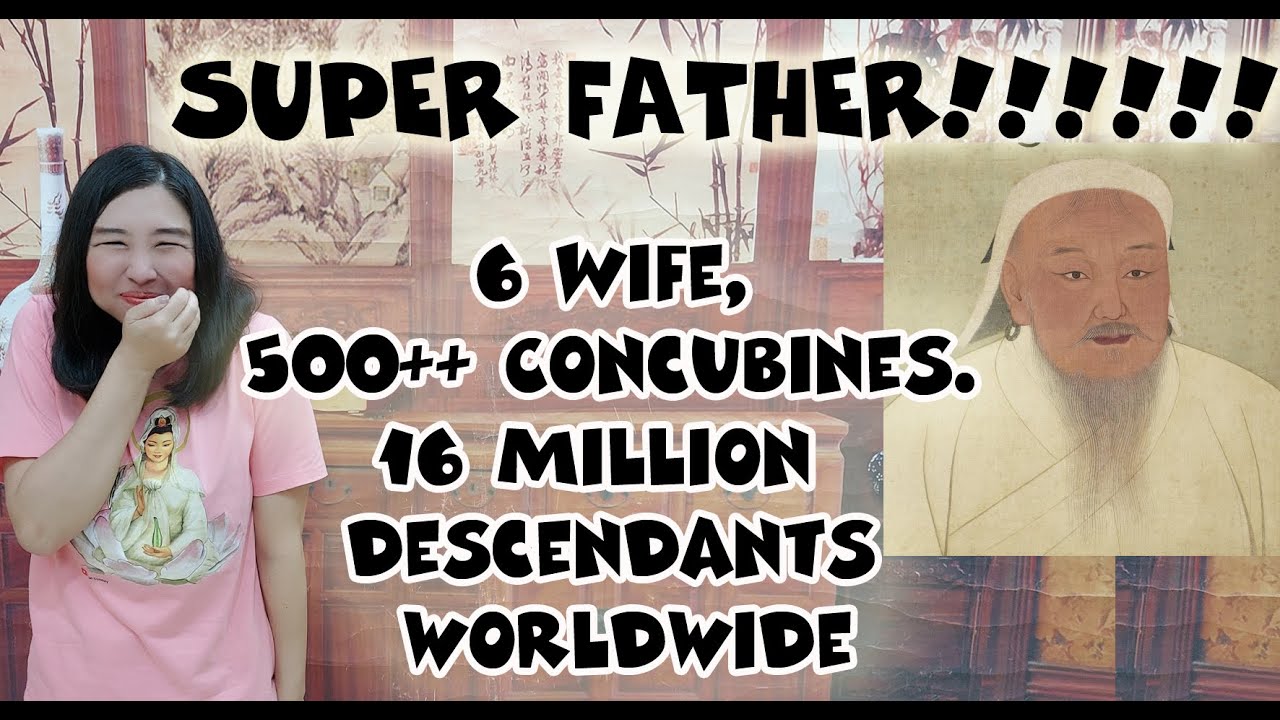 SUPER FATHER!!!!!!
6 WIFE,
500++ CONCUBINES.
16 MILLION
DESCENDANTS
WORLDWIDE